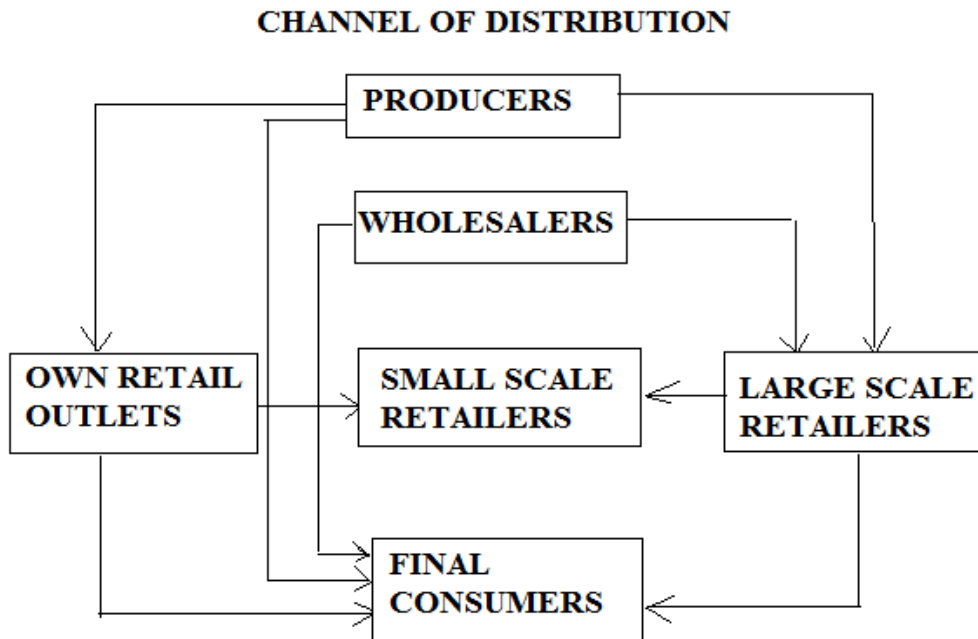 CHANNEL OF DISTRIBUTION
PRODUCERS
WHOLESALERS
OWN RETAIL
OUTLETS
SMALL SCALE
RETAILERS
LARGE SCALE
RETAILERS
FINAL
CONSUMERS